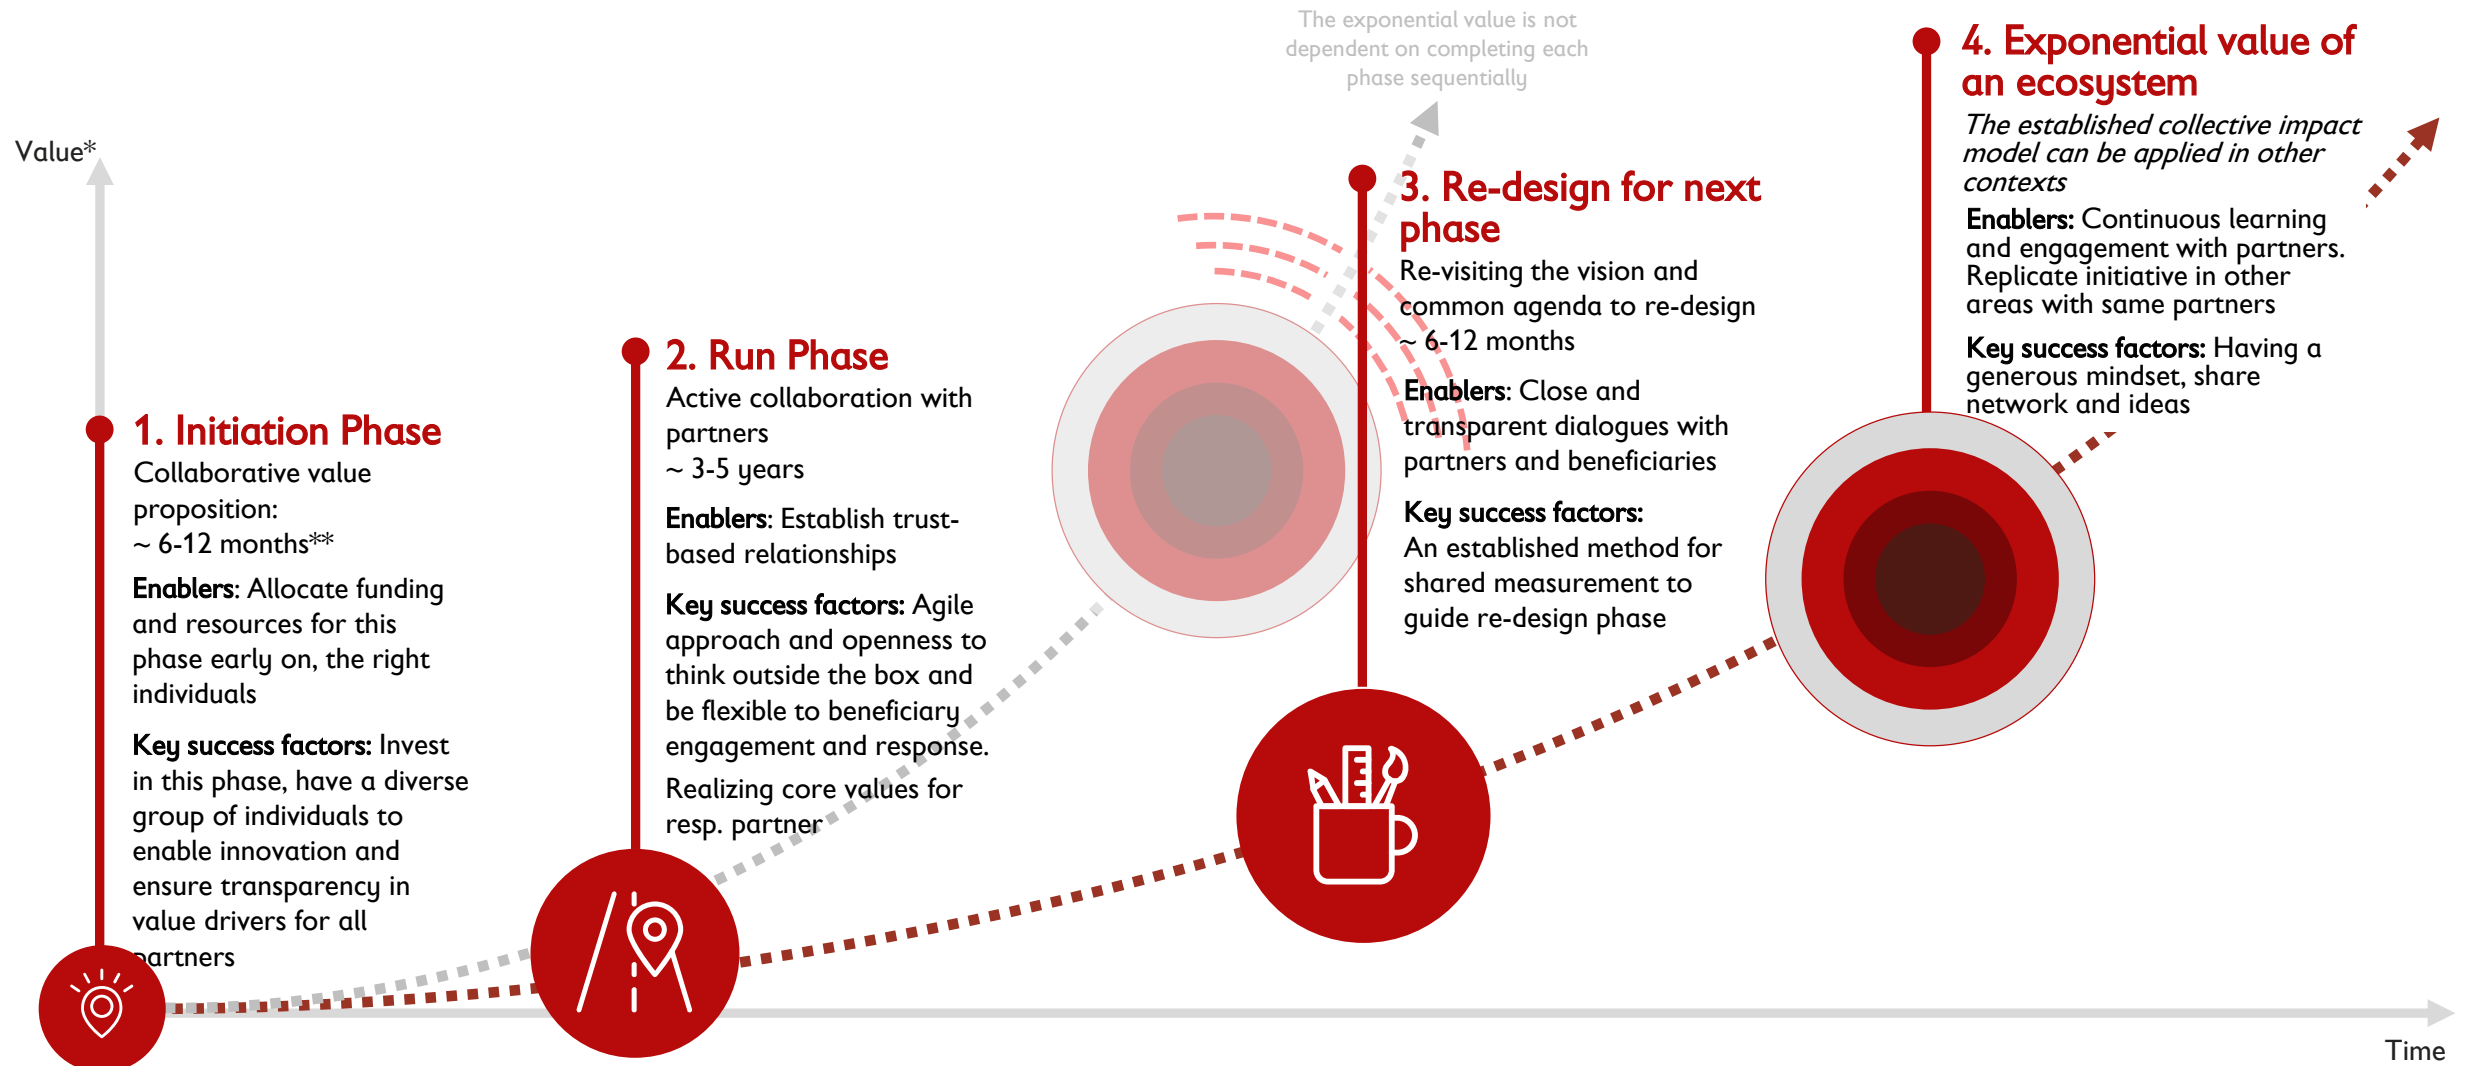 The exponential value is not
dependent on completing each
phase sequentially
Value*
1. Initiation Phase
Collaborative value
proposition:
~ 6-12 months**
Enablers: Allocate funding
and resources for this
phase early on, the right
individuals
Key success factors: Invest
in this phase, have a diverse
group of individuals to
enable innovation and
ensure transparency in
value drivers for all
partners
2. Run Phase
Active collaboration with
partners
~ 3-5 years
Enablers: Establish trust-
based relationships
Key success factors: Agile
approach and openness to
think outside the box and
be flexible to beneficiary
engagement and response.
Realizing core values for
resp. partner
3. Re-design for next
phase
Re-visiting the vision and
common agenda to re-design
~ 6-12 months
Enablers: Close and
transparent dialogues with
partners and beneficiaries
Key success factors:
An established method for
shared measurement to
guide re-design phase
4. Exponential value of
an ecosystem
The established collective impact
model can be applied in other
contexts
Enablers: Continuous learning
and engagement with partners.
Replicate initiative in other
areas with same partners
Key success factors: Having a
generous mindset, share
network and ideas
Time